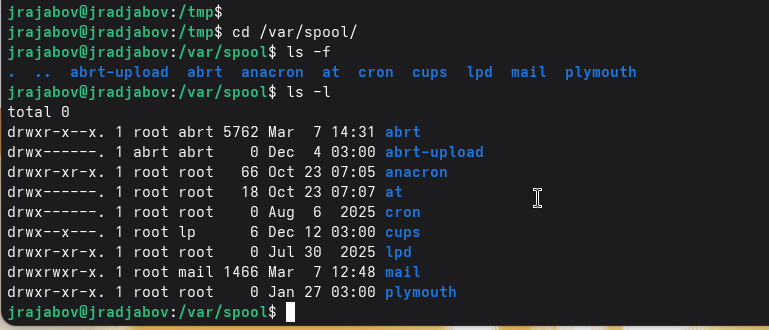 jrajabov@jradjabov:/tmp$
jrajabov@jradjabov:/tmp$ cd /var/spool/
jrajabov@jradjabov:/var/spool$ ls -f
.  ..  abrt-upload  abrt  anacron  at  cron  cups  lpd  mail  plymouth
jrajabov@jradjabov:/var/spool$ ls -l
total 0
drwxr-x--x. 1 root abrt 5762 Mar  7 14:31 abrt
drwx------. 1 abrt abrt    0 Dec  4 03:00 abrt-upload
drwxr-xr-x. 1 root root   66 Oct 23 07:05 anacron
drwx------. 1 root root   18 Oct 23 07:07 at
drwx------. 1 root root    0 Aug  6  2025 cron
drwx--x---. 1 root lp      6 Dec 12 03:00 cups
drwxr-xr-x. 1 root root    0 Jul 30  2025 lpd
drwxrwxr-x. 1 root mail 1466 Mar  7 12:48 mail
drwxr-xr-x. 1 root root    0 Jan 27 03:00 plymouth
jrajabov@jradjabov:/var/spool$